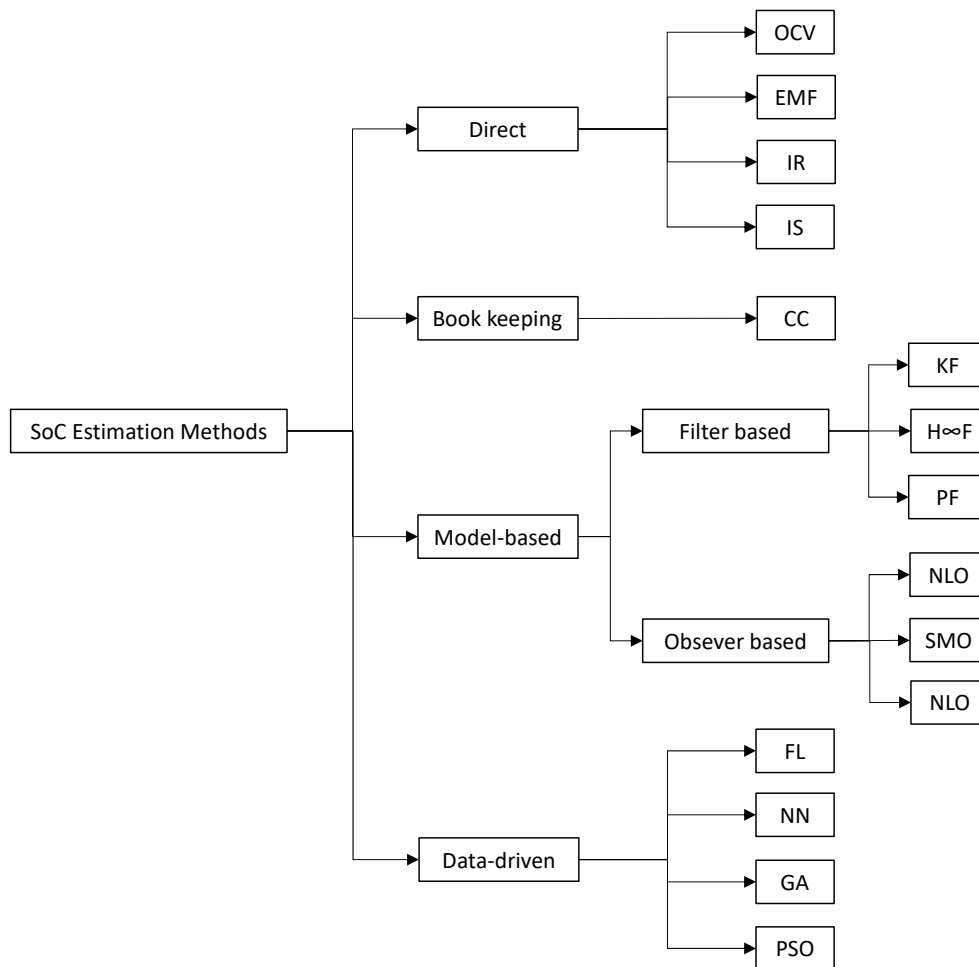 OCV
EMF
Direct
IR
IS
Book keeping
CC
KF
SoC Estimation Methods
Filter based
H∞F
PF
Model-based
NLO
Obsever based
SMO
NLO
FL
NN
Data-driven
GA
PSO